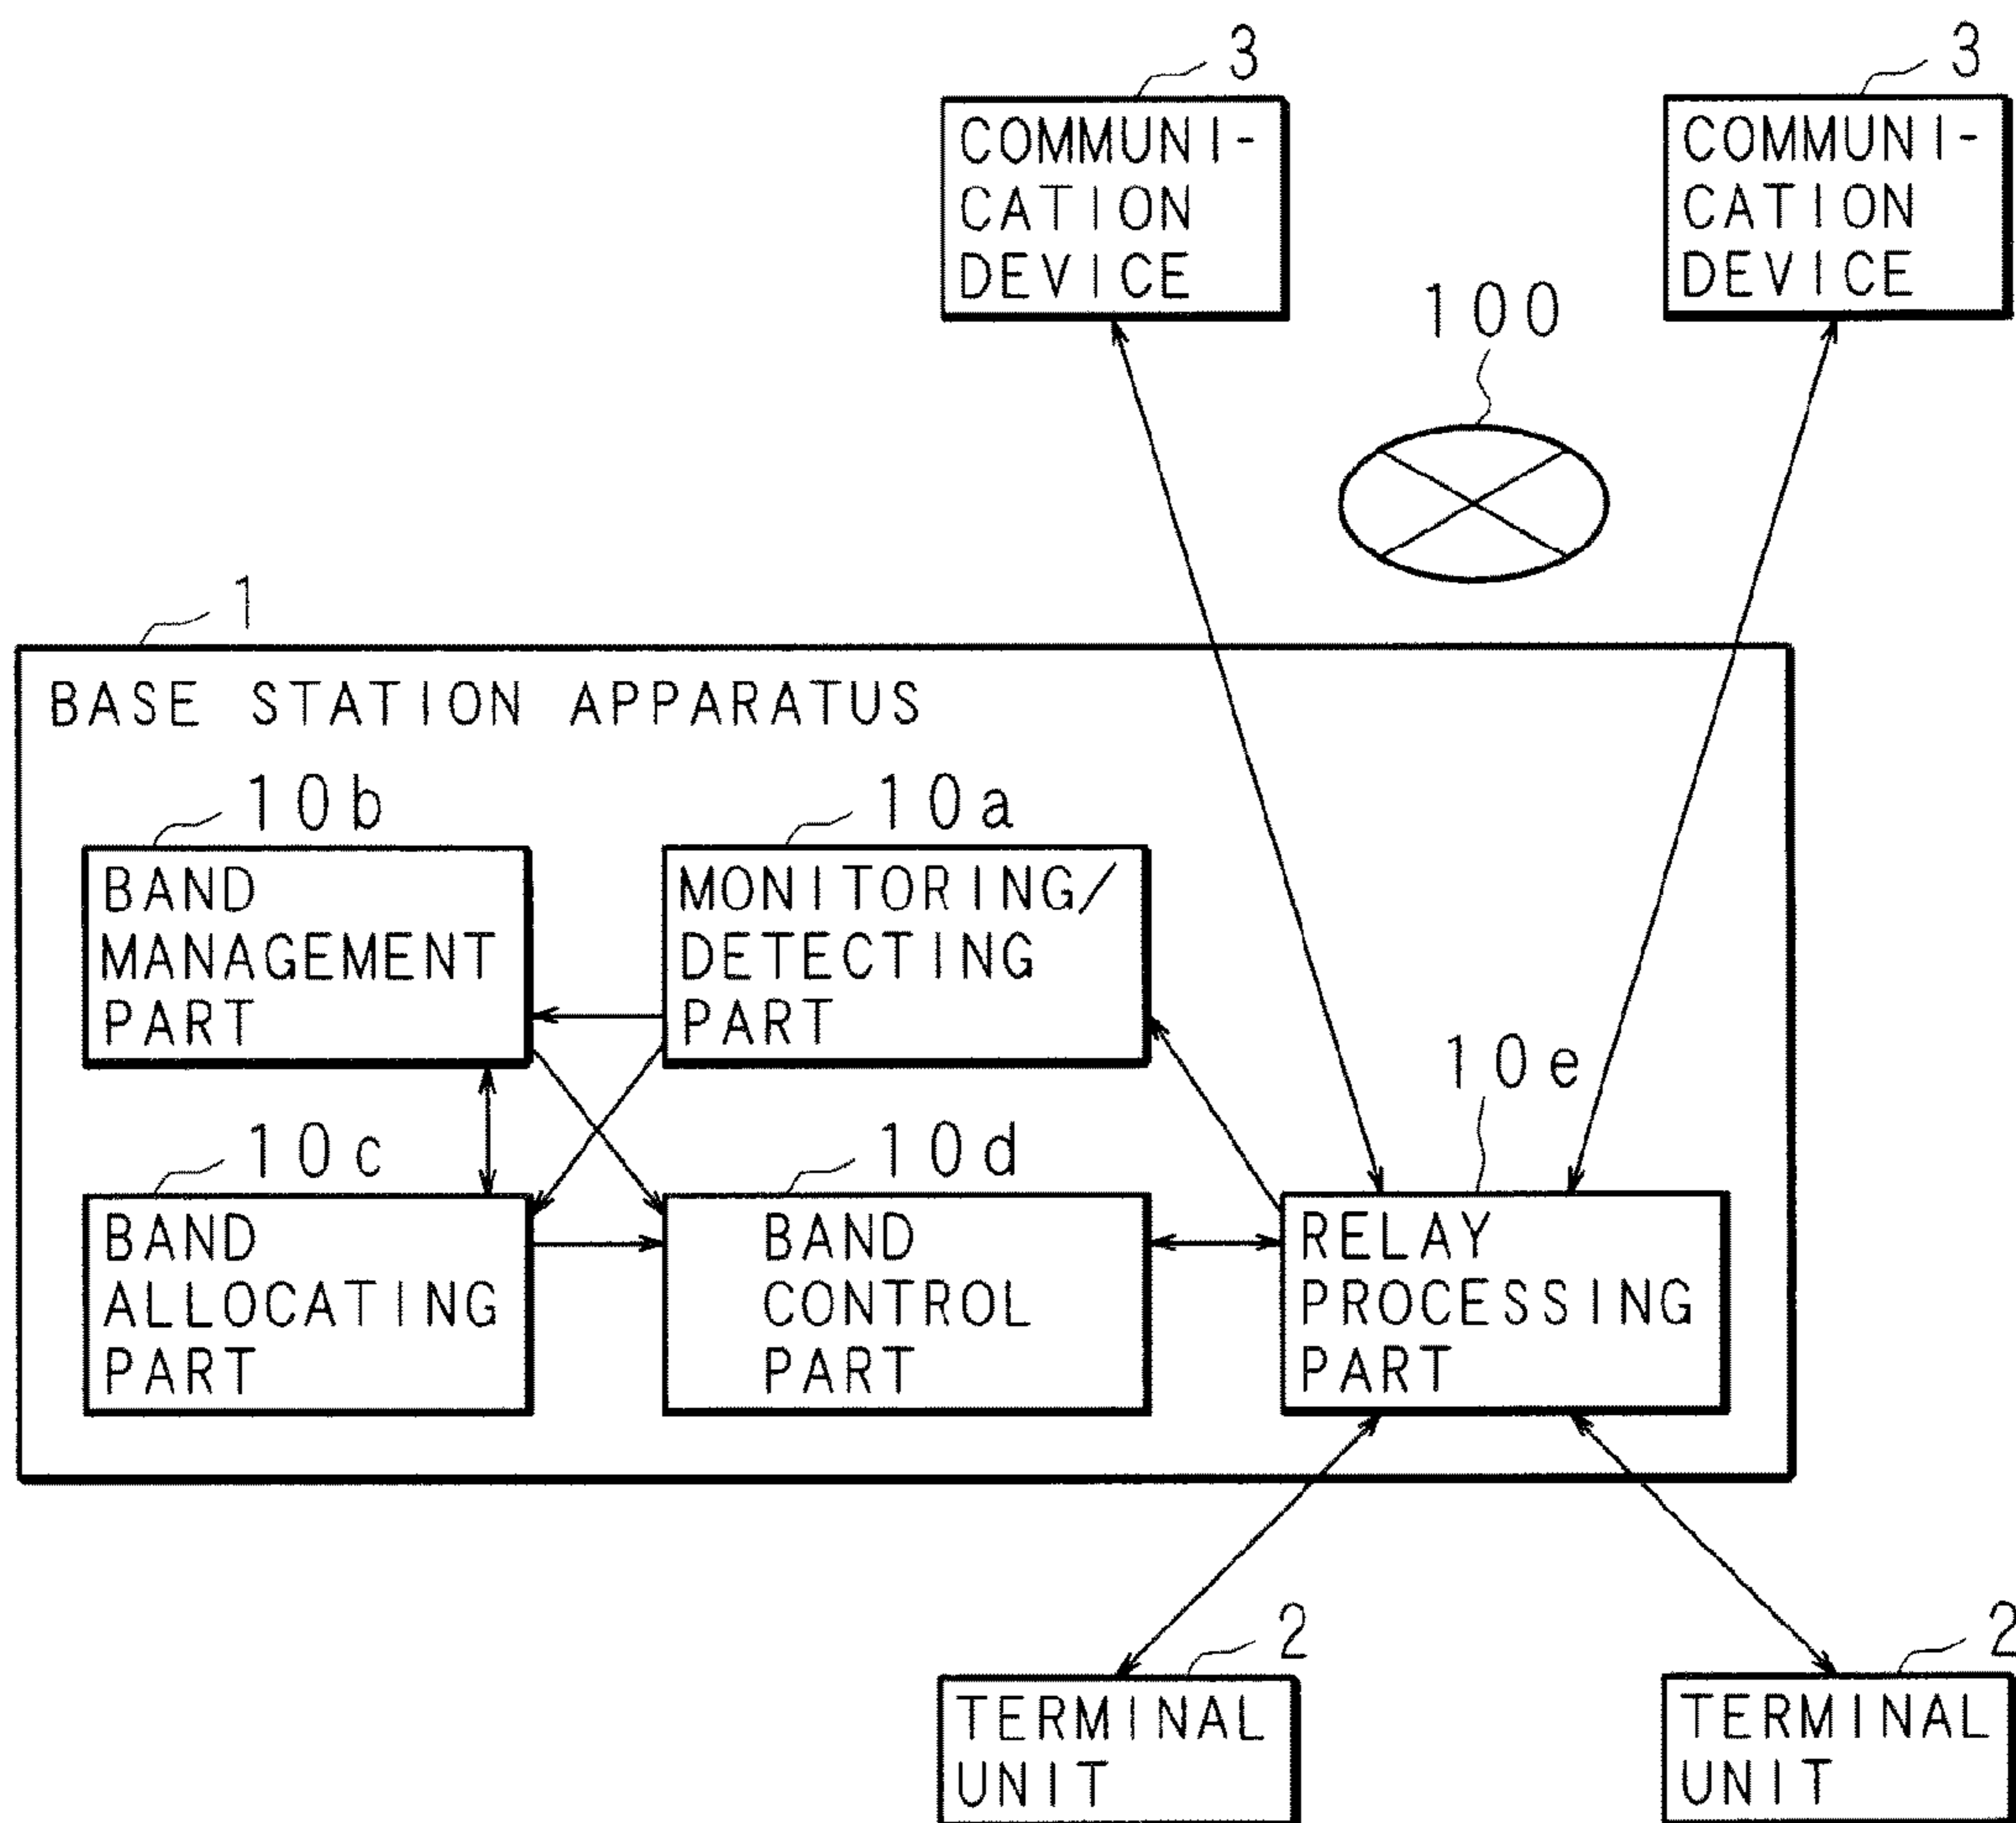 3
3
COMMUNI-
CATION
DEVICE
COMMUNI-
CATION
DEVICE
100
1
BASE STATION APPARATUS
10b
BAND
MANAGEMENT
PART
10a
MONITORING/
DETECTING
PART
10e
10c
BAND
ALLOCATING
PART
10d
BAND
CONTROL
PART
RELAY
PROCESSING
PART
2
TERMINAL
UNIT
2
TERMINAL
UNIT